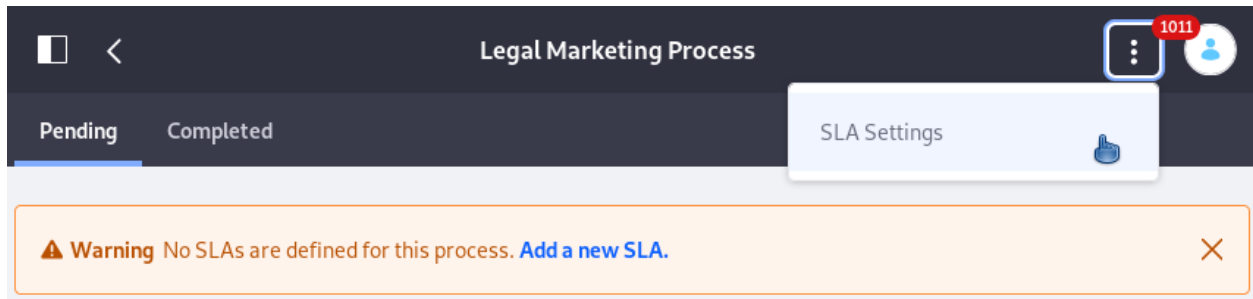 Legal Marketing Process
1011
Pending Completed
SLA Settings
Warning No SLAs are defined for this process. Add a new SLA.